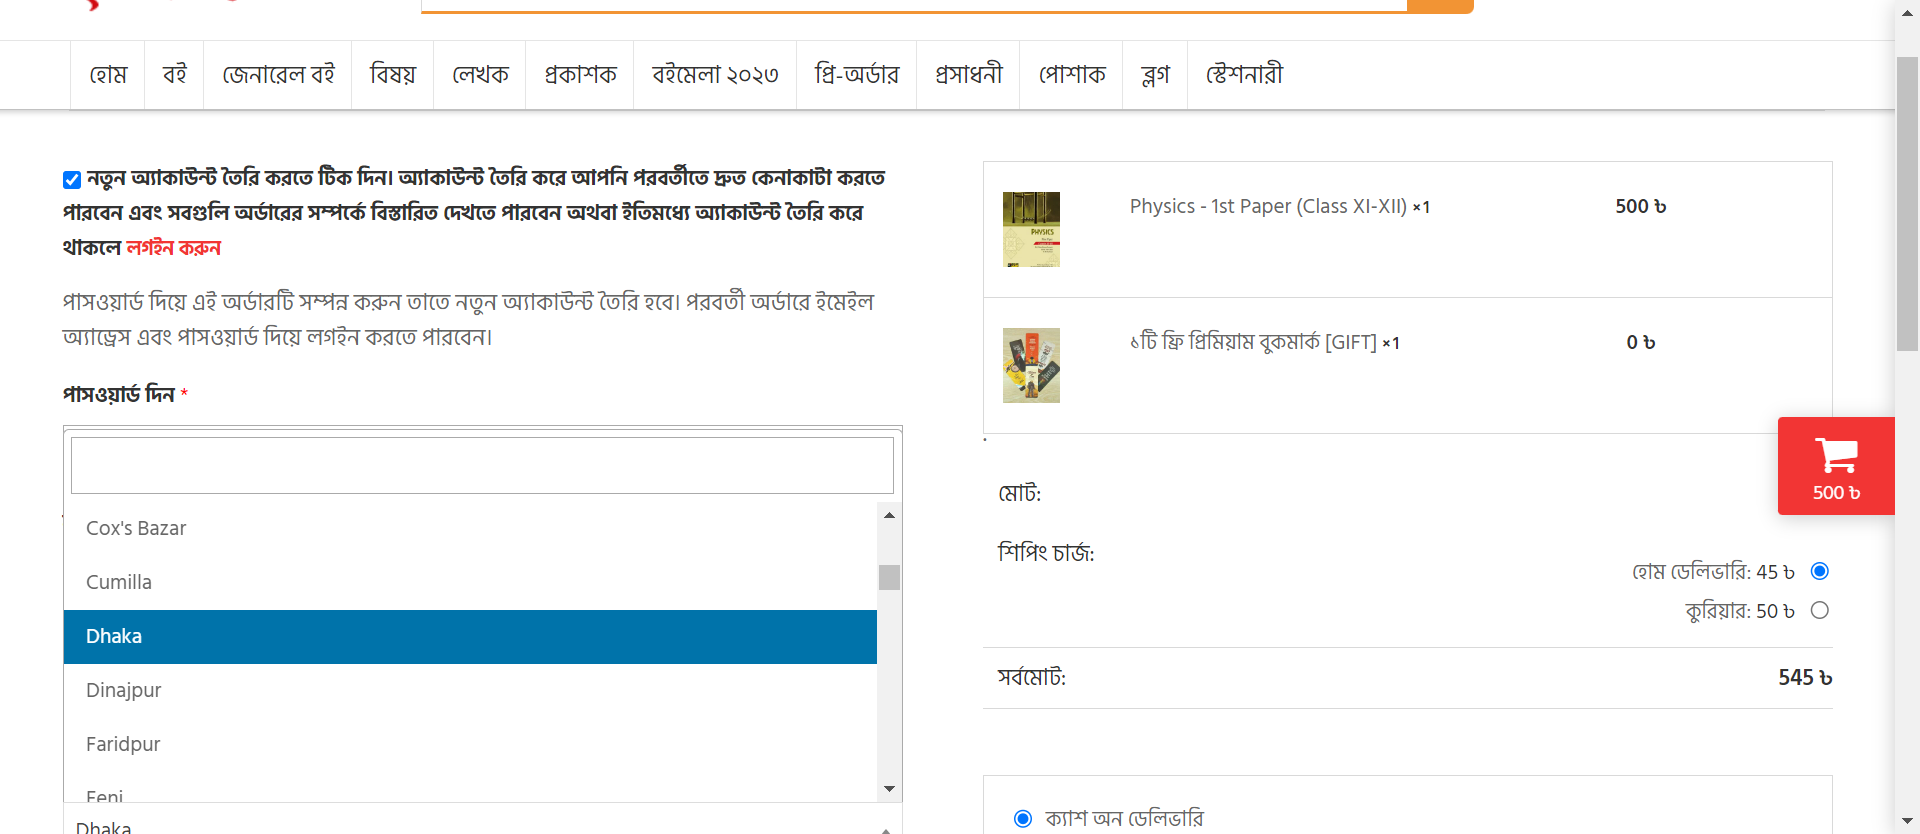 হোম
বই
জেনারেল বই
বিষয়
লেখক
প্রকাশক
বইমেলা ২০২৩
প্রি-অর্ডার
প্রসাধনী
পোশাক
ব্লগ
স্টেশনারী
নতুন অ্যাকাউন্ট তৈরি করতে টিক দিন। অ্যাকাউন্ট তৈরি করে আপনি পরবর্তীতে দ্রুত কেনাকাটা করতে
পারবেন এবং সবগুলি অর্ডারের সম্পর্কে বিস্তারিত দেখতে পারবেন অথবা ইতিমধ্যে অ্যাকাউন্ট তৈরি করে
থাকলে লগইন করুন
পাসওয়ার্ড দিয়ে এই অর্ডারটি সম্পন্ন করুন তাতে নতুন অ্যাকাউন্ট তৈরি হবে। পরবর্তী অর্ডারে ইমেইল
অ্যাড্রেস এবং পাসওয়ার্ড দিয়ে লগইন করতে পারবেন।
পাসওয়ার্ড দিন *
Cox's Bazar
Cumilla
Dhaka
Dinajpur
Faridpur
Feni
Dhaka
Physics - 1st Paper (Class XI-XII) ×1 500 ৳
PHYSICS
১টি ফ্রি প্রিমিয়াম বুকমার্ক [GIFT] ×1 0 ৳
500 ৳
মোট:
শিপিং চার্জ:
হোম ডেলিভারি: 45 ৳
কুরিয়ার: 50 ৳
সর্বমোট: 545 ৳
ক্যাশ অন ডেলিভারি